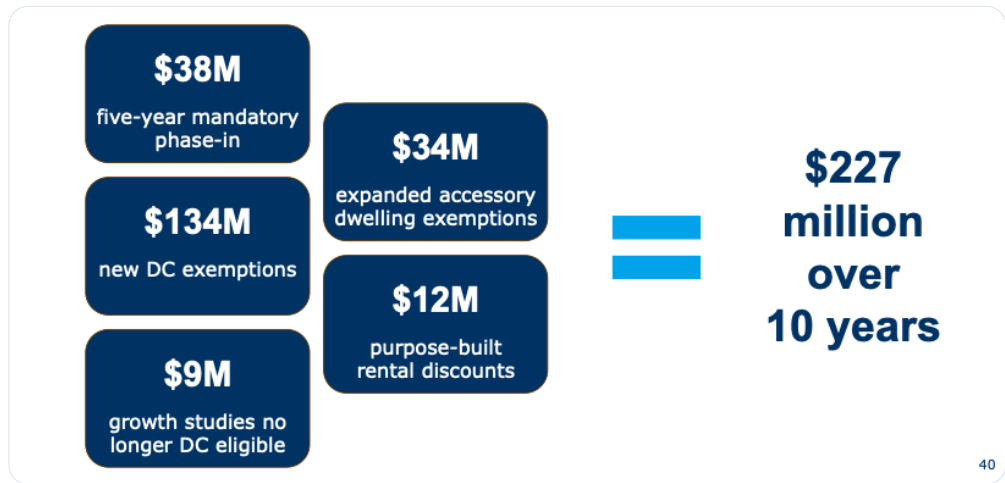 $38M
five-year mandatory
phase-in
$134M
new DC exemptions
$9M
growth studies no
longer DC eligible
$34M
expanded accessory
dwelling exemptions
$12M
purpose-built
rental discounts
$227
million
over
10 years
40